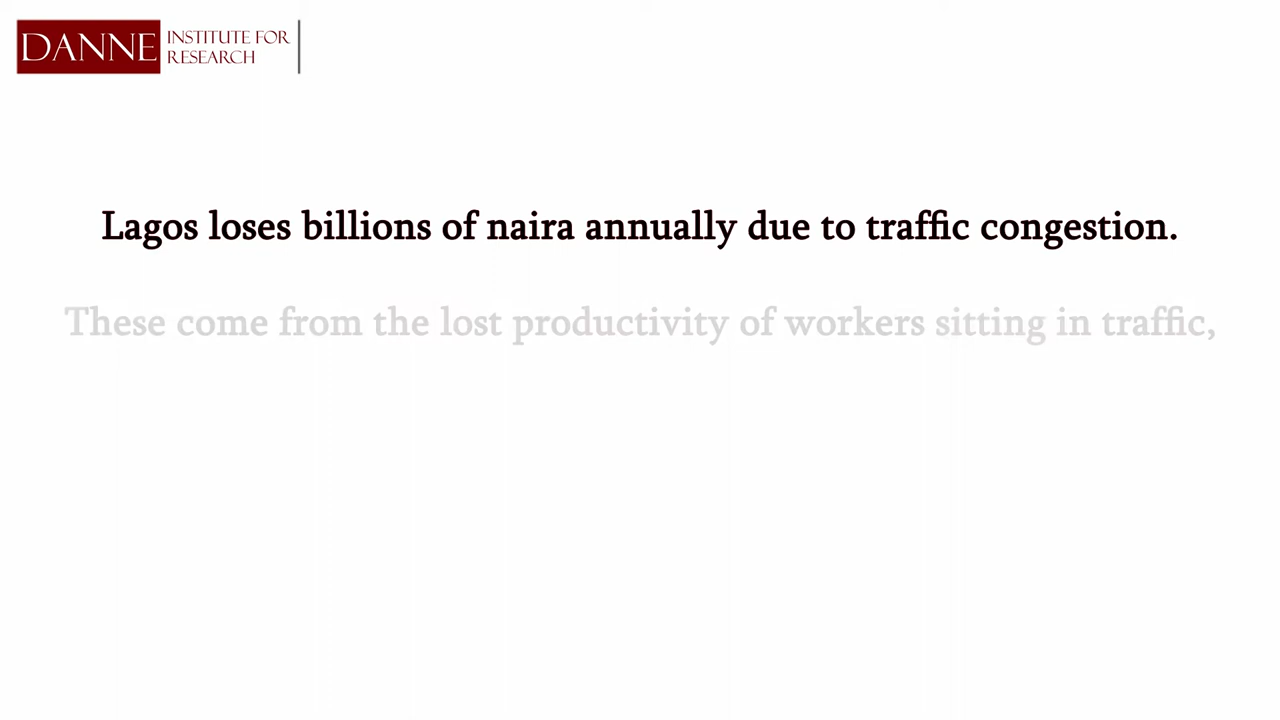 DANNE
INSTITUTE FOR
RESEARCH
Lagos loses billions of naira annually due to traffic congestion.
These come from the lost productivity of workers sitting in traffic,